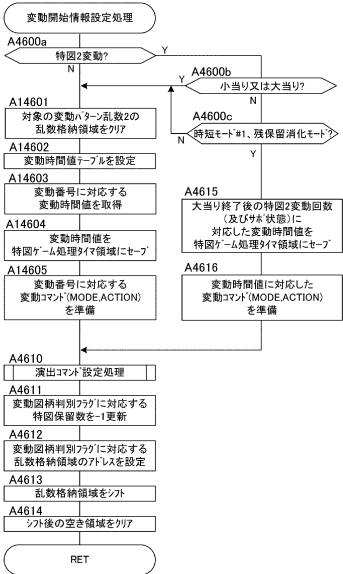 変動開始情報設定処理
A4600a
特図2変動?
Y
N
A4600b
小当り又は大当り?
Y
N
A4600c
時短モード#1、残保留消化モード?
N
Y
A14601
対象の変動パターン乱数2の
乱数格納領域をクリア
A14602
変動時間値テーブルを設定
A14603
変動番号に対応する
変動時間値を取得
A14604
変動時間値を
特図ゲーム処理タイマ領域にセーブ
A14605
変動番号に対応する
変動コマンド(MODE,ACTION)
を準備
A4615
大当り終了後の特図2変動回数
(及びサポ状態)に
対応した変動時間値を
特図ゲーム処理タイマ領域にセーブ
A4616
変動時間値に対応した
変動コマンド(MODE,ACTION)
を準備
A4610
演出コマンド設定処理
A4611
変動図柄判別フラグに対応する
特図保留数を-1更新
A4612
変動図柄判別フラグに対応する
乱数格納領域のアドレスを設定
A4613
乱数格納領域をシフト
A4614
シフト後の空き領域をクリア
RET